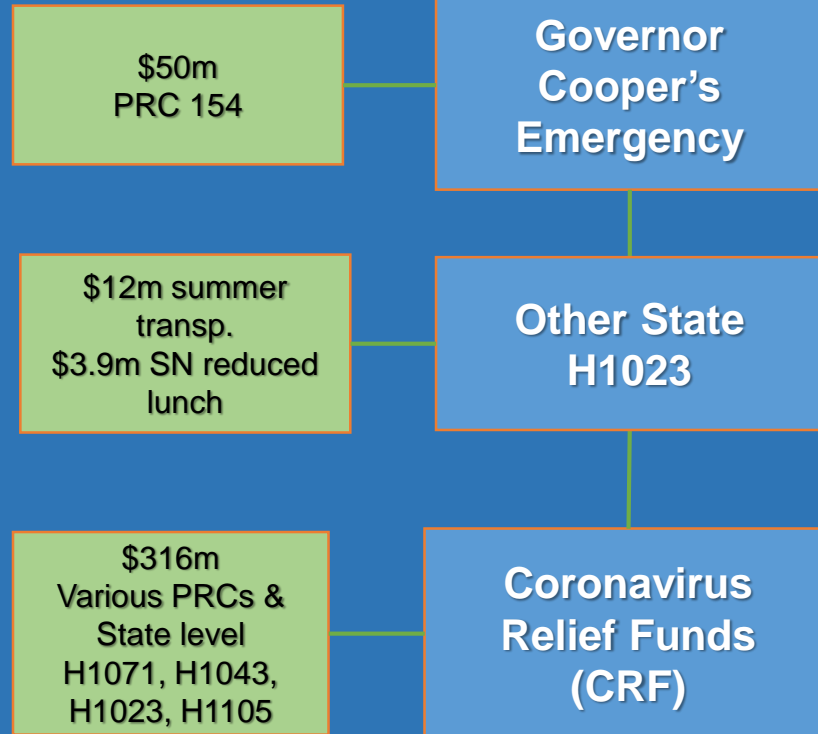 $50m
PRC 154
Governor
Cooper’s
Emergency
$12m summer
transp.
$3.9m SN reduced
lunch
Other State
H1023
$316m
Various PRCs &
State level
H1071, H1043,
H1023, H1105
Coronavirus
Relief Funds
(CRF)